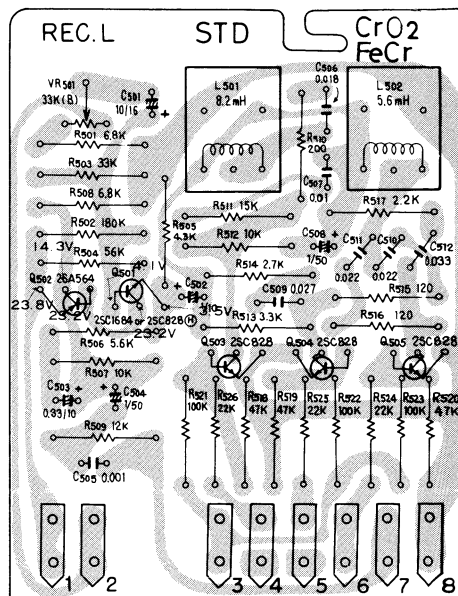 REC.L STD CrO2
FeCr
VR501
33K(B)
C501
10/16 +
L501
8.2mH
C506
0.018
L502
5.6mH
R501 6.8K
R510
200
R503 33K
C507
0.01
R508 6.8K
R517 2.2K
R511 15K
R502 180K
R505
4.3K
R512 10K
C508
1/50
C511
0.022
C510
0.022
C512
0.033
14.3V
R504 56K
R514 2.7K
Q502 2SA564
Q501
C502
C509 0.027
R515 120
23.8V
2SC1684 or 2SC828 H
R513 3.3K
R516 120
R506 5.6K
Q503 2SC828
Q504 2SC828
2SC828
Q505
R507 10K
C503 +
0.33/10
C504
1/50
R521
100K
R526
22K
R518
47K
R519
47K
R525
22K
R522
100K
R524
22K
R523
100K
R520
47K
R509 12K
C505 0.001
1 2 3 4 5 6 7 8